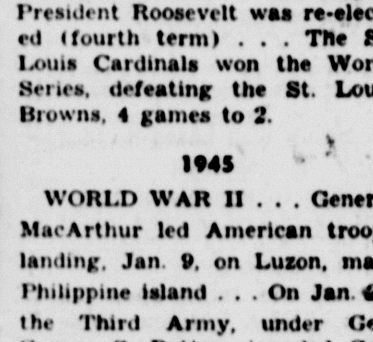 President Roosevelt was re-elec
ed (fourth term) . . . The S
Louis Cardinals won the Wor
Series, defeating the St. Lou
Browns, 4 games to 2.
1945
WORLD WAR II . . . Gener
MacArthur led American troo
landing, Jan. 9, on Luzon, ma
Philippine island . . . On Jan.
the Third Army, under Ge